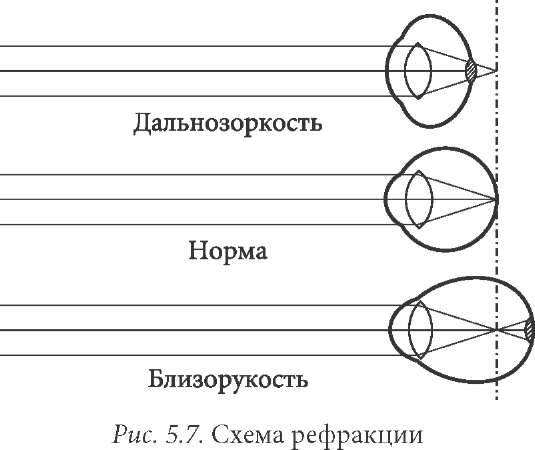 Дальнозоркость
Норма
Близорукость
Рис. 5.7. Схема рефракции